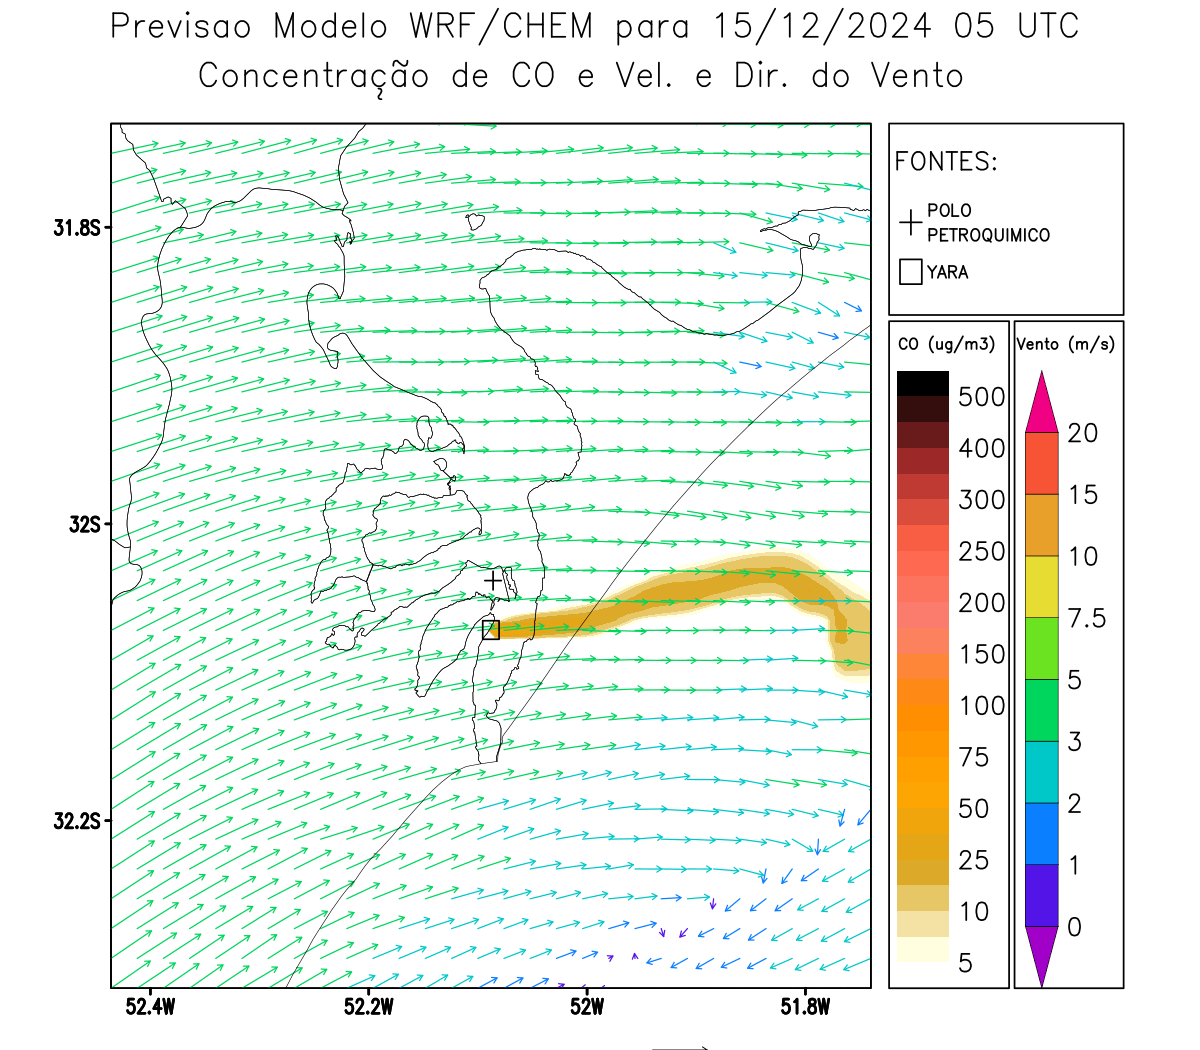 Previsao Modelo WRF/CHEM para 15/12/2024 05 UTC
Concentração de CO e Vel. e Dir. do Vento
FONTES:
POLO
PETROQUIMICO
YARA
CO (ug/m3)
500
400
300
250
200
150
100
75
50
25
10
5
Vento (m/s)
20
15
10
7.5
5
3
2
1
0
31.8S
32S
32.2S
52.4W
52.2W
52W
51.8W